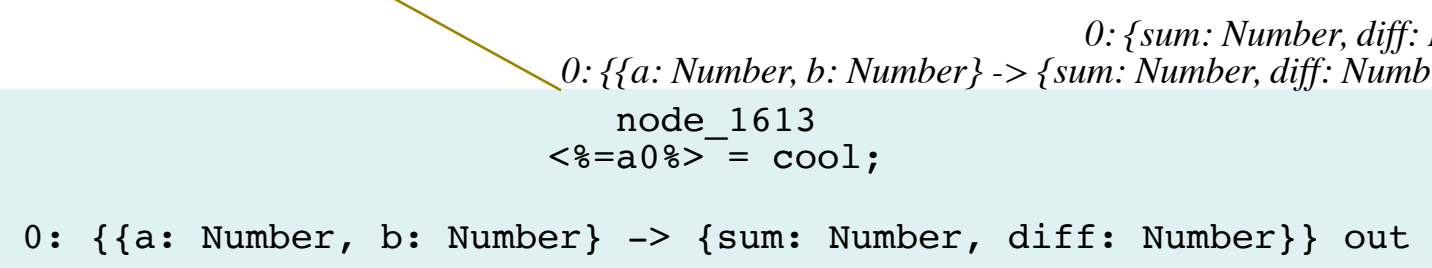 0: {sum: Number, diff:
0: {{a: Number, b: Number} -> {sum: Number, diff: Numb
node_1613
<%=a0%> = cool;
0: {{a: Number, b: Number} -> {sum: Number, diff: Number}} out